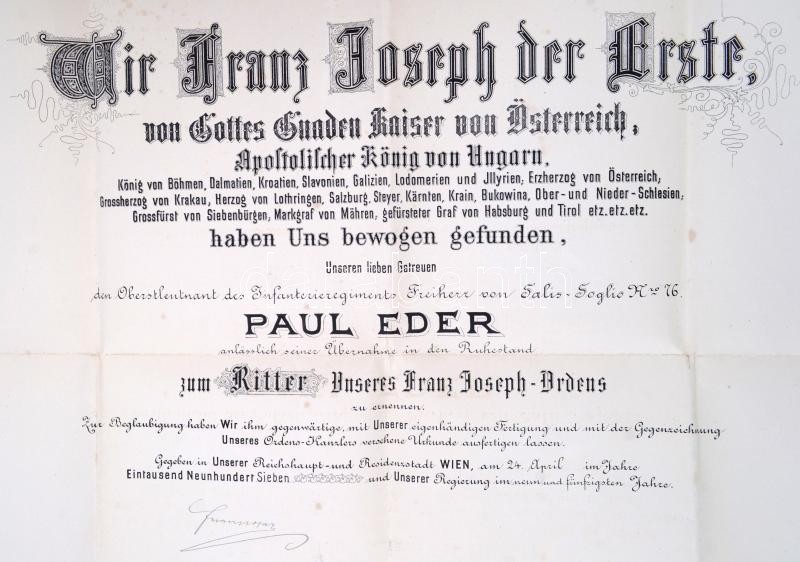 Wir Franz Joseph der Erste,
von Gottes Gnaden Kaiser von Österreich,
Apostolischer König von Ungarn,
König von Böhmen, Dalmatien, Kroatien, Slavonien, Galizien, Lodomerien und Jllyrien; Erzherzog von Österreich;
Grossherzog von Krakau, Herzog von Lothringen, Salzburg, Steyer, Kärnten, Krain, Bukowina, Ober- und Nieder-Schlesien;
Grossfürst von Siebenbürgen; Markgraf von Mähren; gefürsteter Graf von Habsburg und Tirol etz. etz. etz.
haben Uns bewogen gefunden,
Unseren lieben Getreuen
den Oberstleutnant des Infanterieregiments Freiherr von Salis-Soglio Nro 76.
PAUL EDER
anlässlich seiner Übernahme in den Ruhestand
zum Ritter Unseres Franz Joseph-Ordens
zu ernennen.
Zur Beglaubigung haben Wir ihm gegenwärtige, mit Unserer eigenhändigen Fertigung und mit der Gegenzeichnung
Unseres Ordens-Kanzlers versehene Urkunde ausfertigen lassen.
Gegeben in Unserer Reichshaupt- und Residenzstadt WIEN, am 24. April im Jahre
Eintausend Neunhundert Sieben und Unserer Regierung im neun und fünfzigsten Jahre.